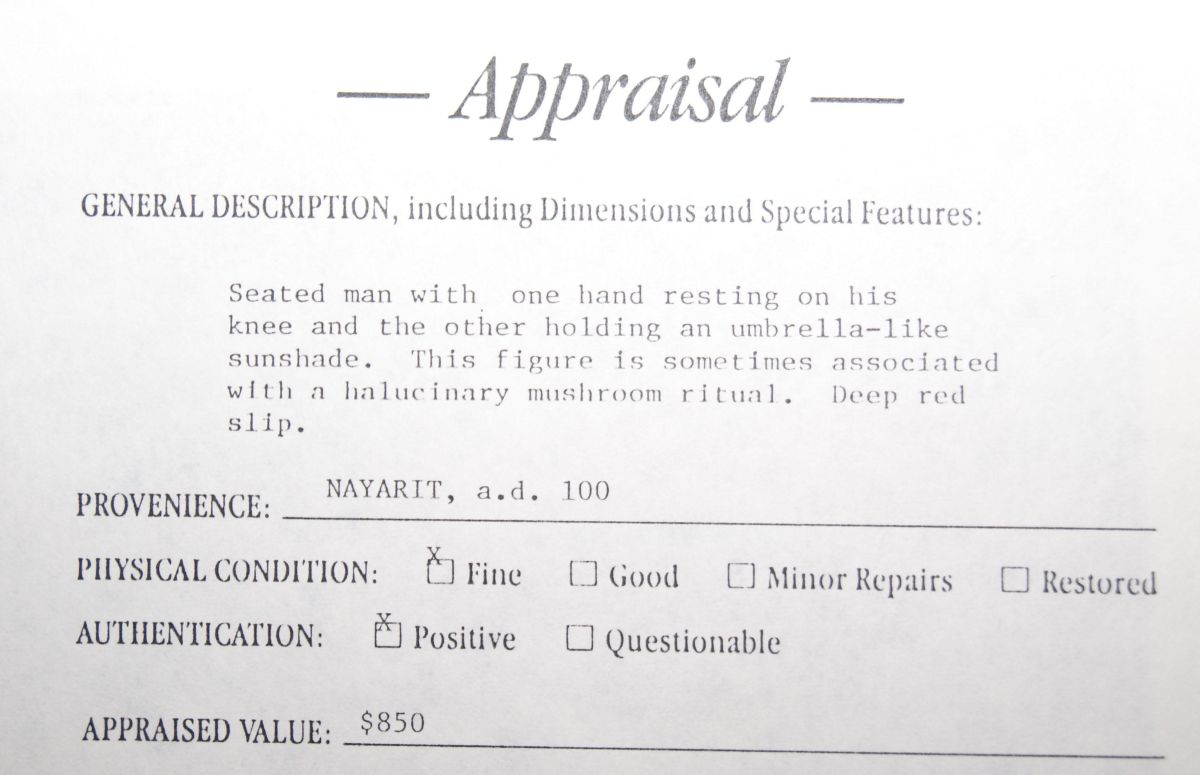 — Appraisal —
GENERAL DESCRIPTION, including Dimensions and Special Features:
Seated man with one hand resting on his
knee and the other holding an umbrella-like
sunshade. This figure is sometimes associated
with a halucinary mushroom ritual. Deep red
slip.
PROVENIENCE: NAYARIT, a.d. 100
PHYSICAL CONDITION: X☐ Fine ☐ Good ☐ Minor Repairs ☐ Restored
AUTHENTICATION: X☐ Positive ☐ Questionable
APPRAISED VALUE: $850